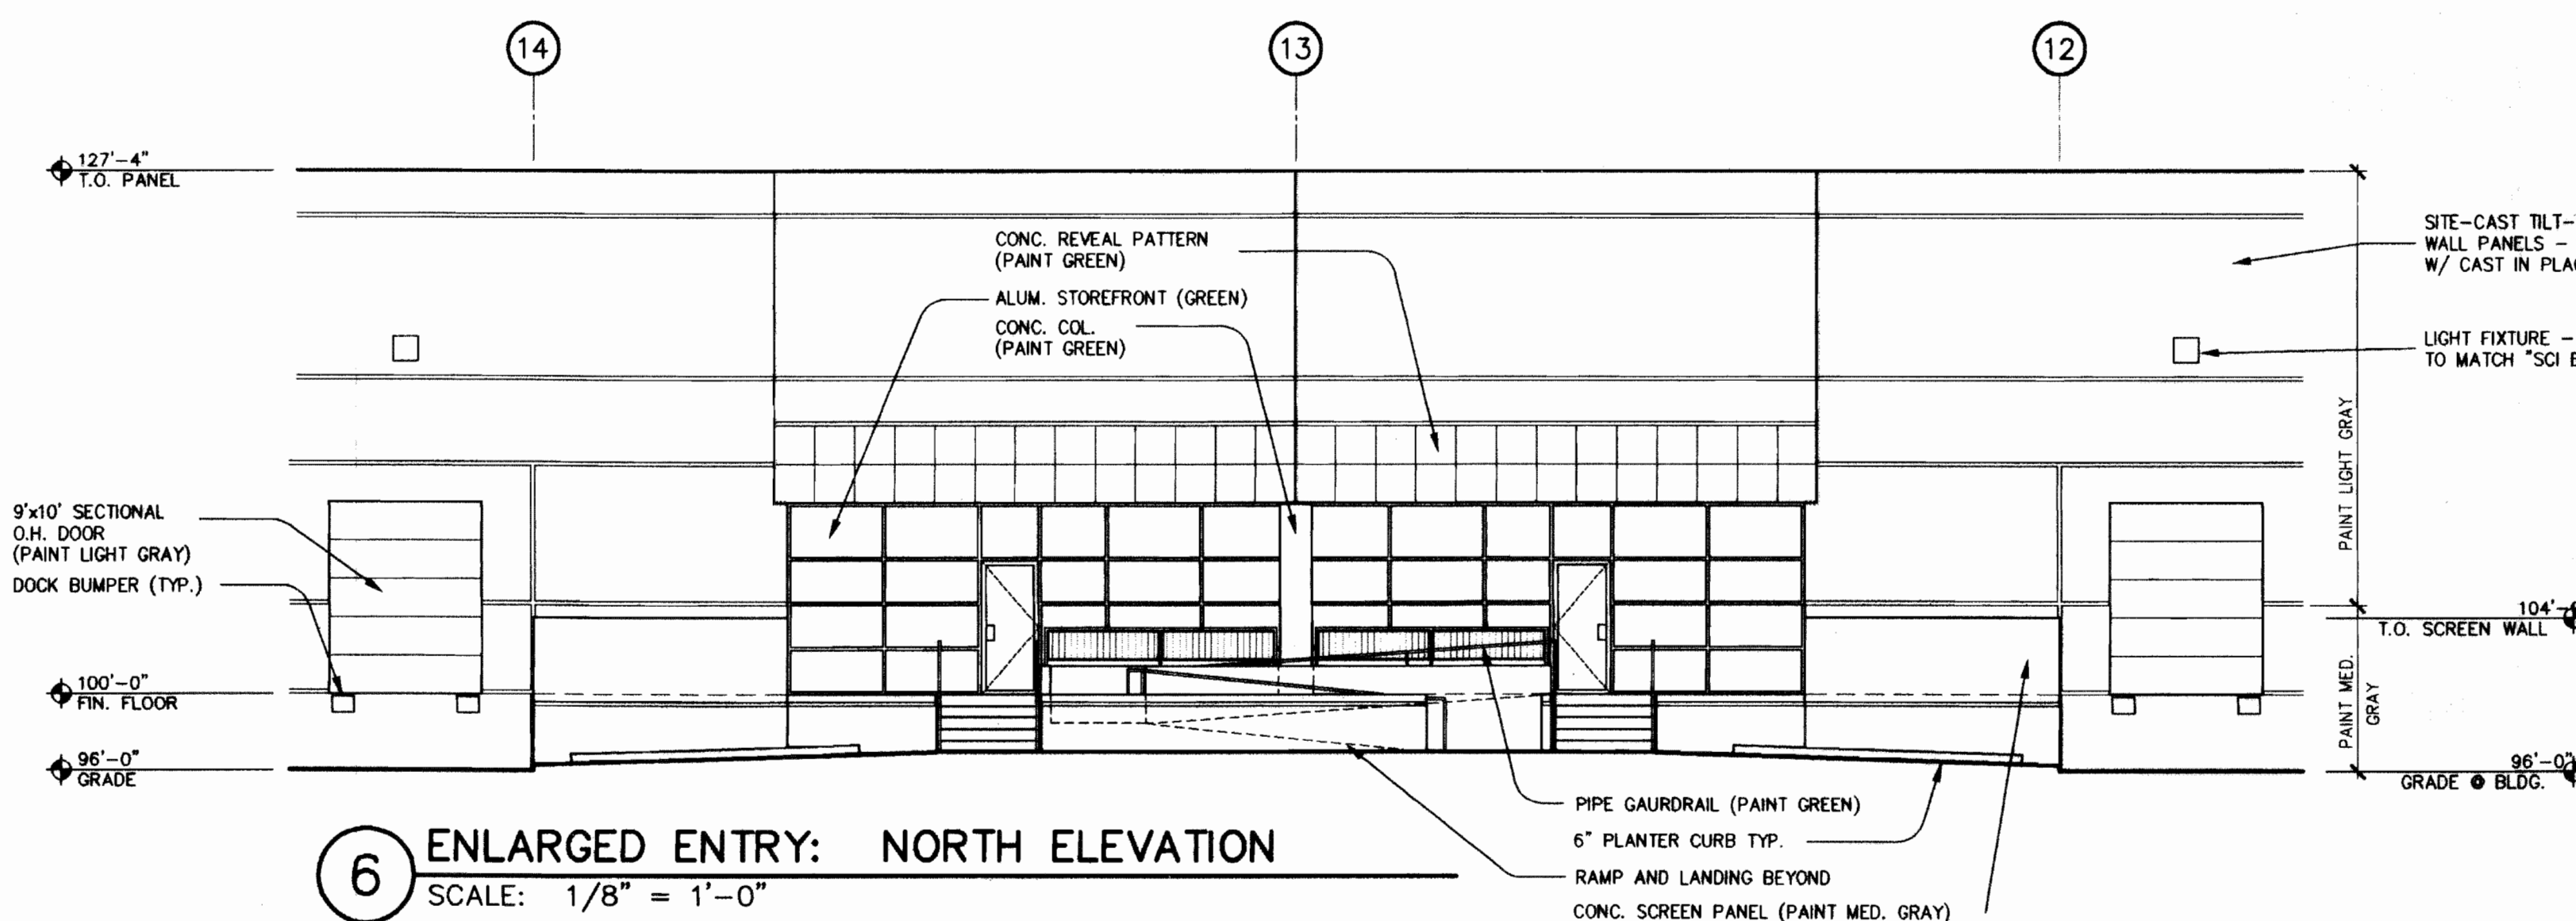 14
13
12
127'-4"
T.O. PANEL
CONC. REVEAL PATTERN
(PAINT GREEN)
ALUM. STOREFRONT (GREEN)
CONC. COL.
(PAINT GREEN)
SITE-CAST TILT-
WALL PANELS -
W/ CAST IN
LIGHT FIXTURE -
TO MATCH "SCI
PAINT LIGHT GRAY
9'x10' SECTIONAL
O.H. DOOR
(PAINT LIGHT GRAY)
DOCK BUMPER (TYP.)
104'-
T.O. SCREEN WALL
100'-0"
FIN. FLOOR
PAINT MED.
GRAY
96'-0"
GRADE
96'-0"
GRADE @ BLDG.
PIPE GAURDRAIL (PAINT GREEN)
6" PLANTER CURB TYP.
RAMP AND LANDING BEYOND
CONC. SCREEN PANEL (PAINT MED. GRAY)
6
ENLARGED ENTRY: NORTH ELEVATION
SCALE: 1/8" = 1'-0"